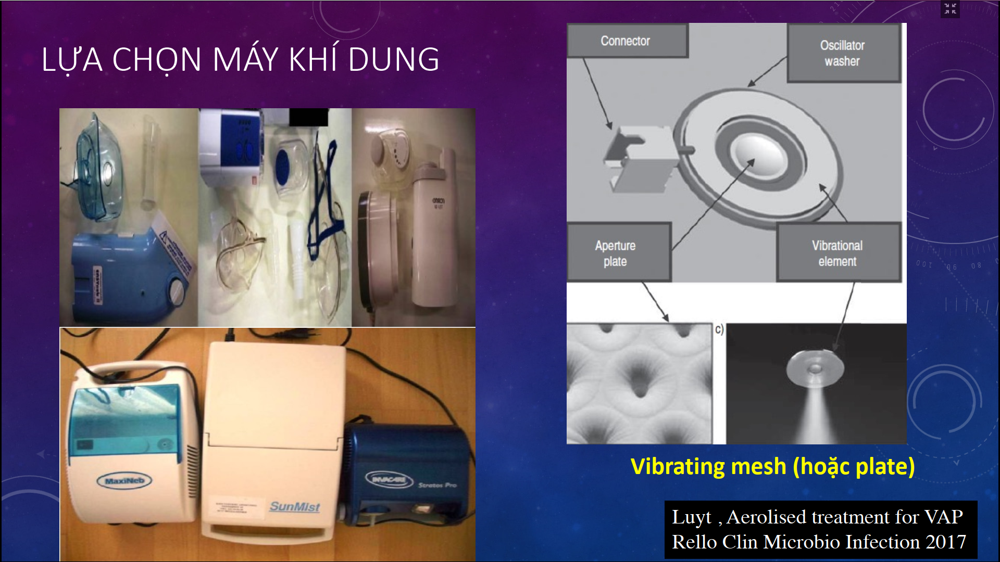 LỰA CHỌN MÁY KHÍ DUNG
Connector
Oscillator
washer
Aperture
plate
Vibrational
element
c)
OMRON
MaxiNeb
SunMist
INVACARE
Stratos Pro
Vibrating mesh (hoặc plate)
Luyt , Aerolised treatment for VAP
Rello Clin Microbio Infection 2017